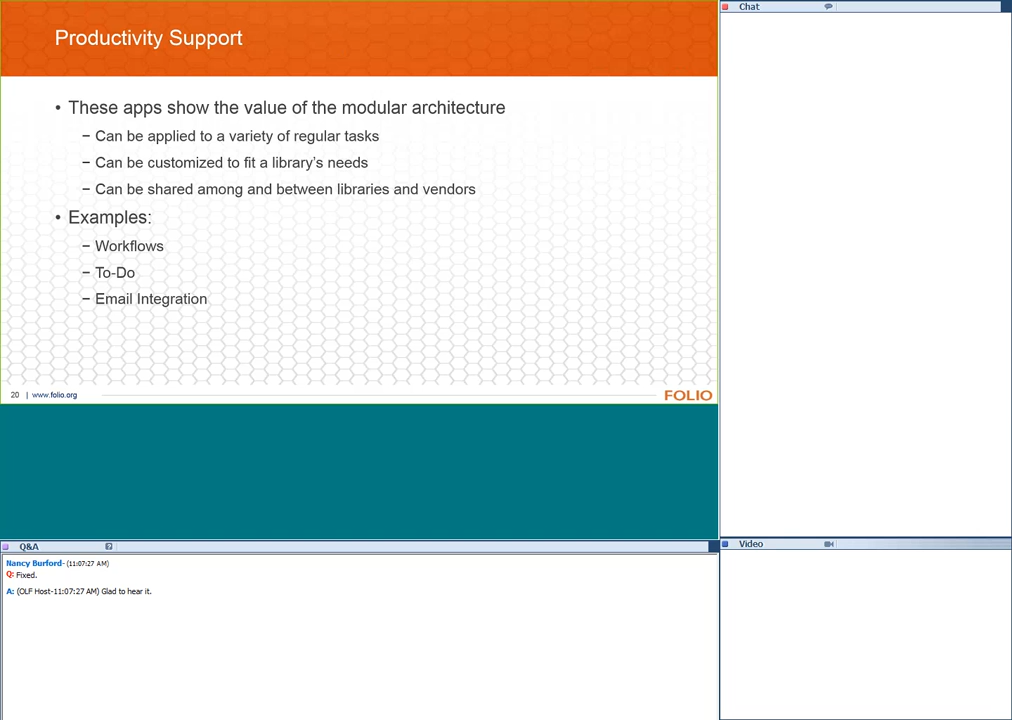 Productivity Support
• These apps show the value of the modular architecture
– Can be applied to a variety of regular tasks
– Can be customized to fit a library's needs
– Can be shared among and between libraries and vendors
• Examples:
– Workflows
– To-Do
– Email Integration
20 | www.folio.org
FOLIO
Chat
Q&A
Nancy Burford- (11:07:27 AM)
Q: Fixed.
A: (OLF Host-11:07:27 AM) Glad to hear it.
Video